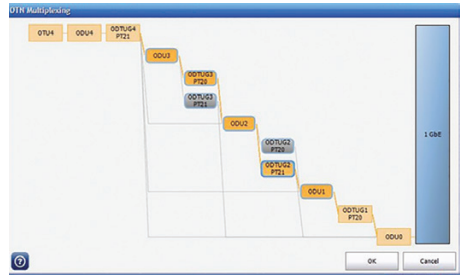 OTN Multiplexing
OTU4
ODU4
ODTUG4
PT21
ODU3
ODTUG3
PT20
ODTUG3
PT21
ODU2
ODTUG2
PT20
ODTUG2
PT21
ODU1
ODTUG1
PT20
ODU0
1 GbE
?
OK
Cancel